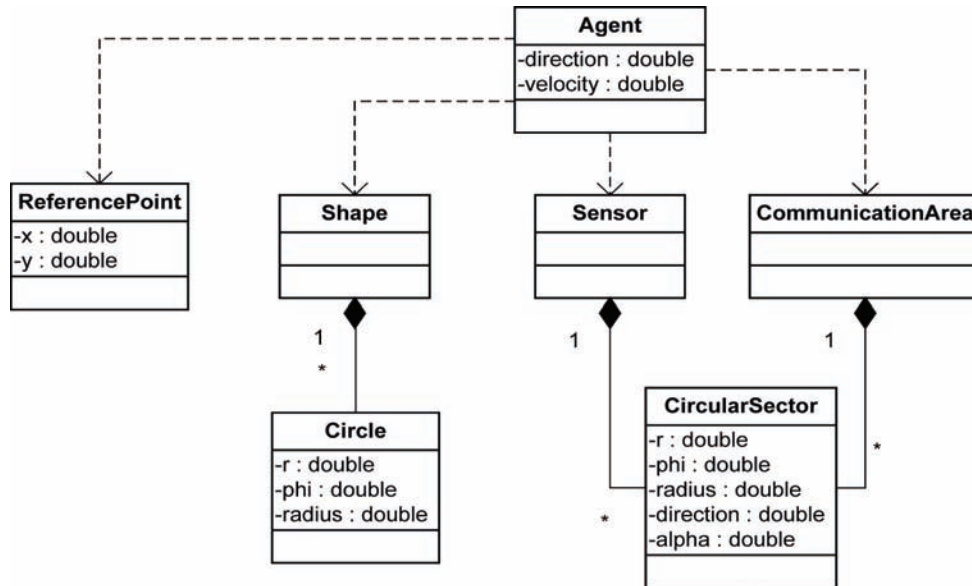 Agent
-direction : double
-velocity : double
ReferencePoint
-x : double
-y : double
Shape
Sensor
CommunicationArea
1
*
1
*
1
*
Circle
-r : double
-phi : double
-radius : double
CircularSector
-r : double
-phi : double
-radius : double
-direction : double
-alpha : double